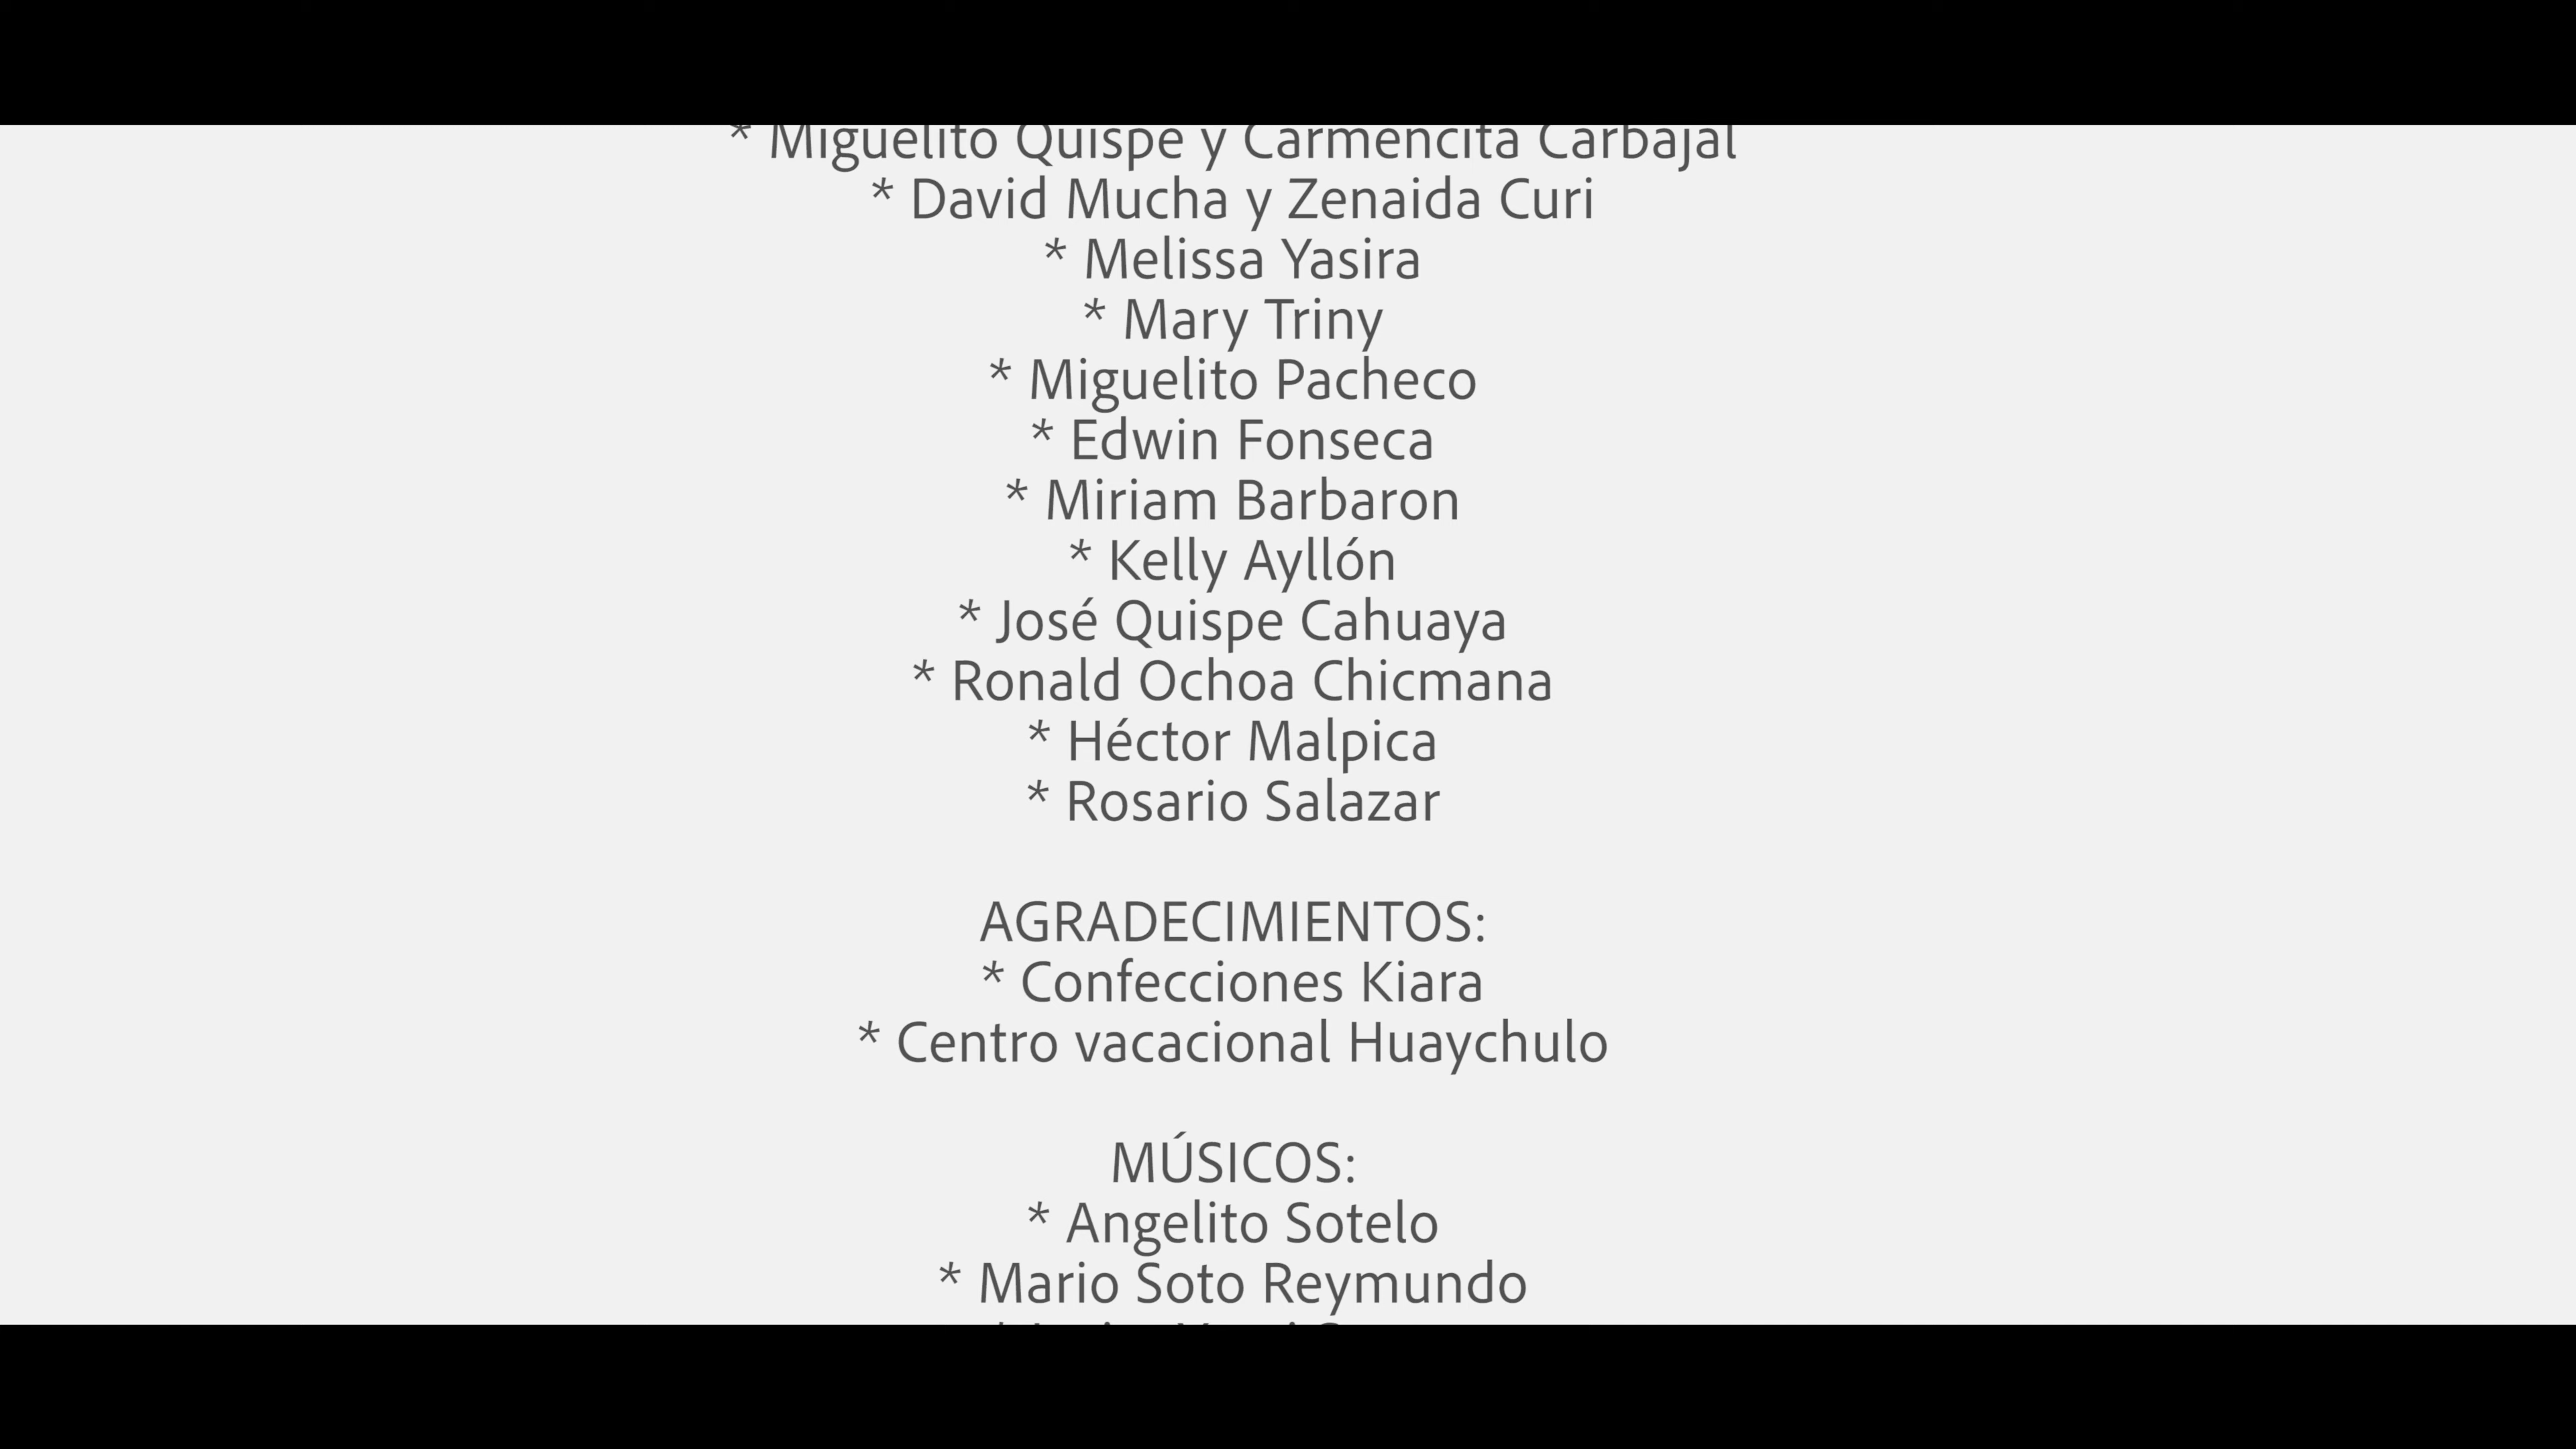 * Miguelito Quispe y Carmencita Carbajal
* David Mucha y Zenaida Curi
* Melissa Yasira
* Mary Triny
* Miguelito Pacheco
* Edwin Fonseca
* Miriam Barbaron
* Kelly Ayllón
* José Quispe Cahuaya
* Ronald Ochoa Chicmana
* Héctor Malpica
* Rosario Salazar
AGRADECIMIENTOS:
* Confecciones Kiara
* Centro vacacional Huaychulo
MÚSICOS:
* Angelito Sotelo
* Mario Soto Reymundo